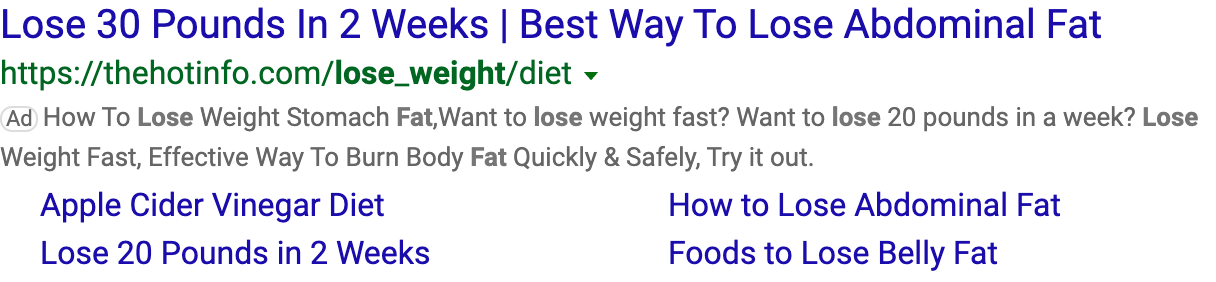 Lose 30 Pounds In 2 Weeks | Best Way To Lose Abdominal Fat
https://thehotinfo.com/lose_weight/diet
Ad How To Lose Weight Stomach Fat,Want to lose weight fast? Want to lose 20 pounds in a week? Lose
Weight Fast, Effective Way To Burn Body Fat Quickly & Safely, Try it out.
Apple Cider Vinegar Diet How to Lose Abdominal Fat
Lose 20 Pounds in 2 Weeks Foods to Lose Belly Fat